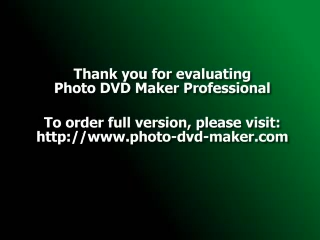 Thank you for evaluating
Photo DVD Maker Professional
To order full version, please visit:
http://www.photo-dvd-maker.com